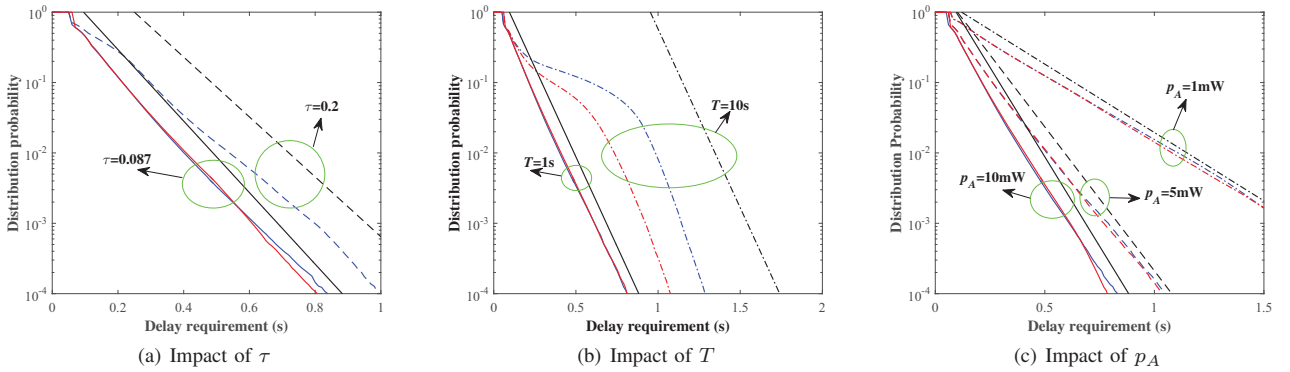 10^0
10^-1
10^-2
10^-3
10^-4
Distribution probability
τ=0.2
τ=0.087
0 0.2 0.4 0.6 0.8 1
Delay requirement (s)
(a) Impact of τ
10^0
10^-1
10^-2
10^-3
10^-4
Distribution probability
T=10s
T=1s
0 0.5 1 1.5 2
Delay requirement (s)
(b) Impact of T
10^0
10^-1
10^-2
10^-3
10^-4
Distribution Probability
p_A=1mW
p_A=10mW
p_A=5mW
0 0.5 1 1.5
Delay requirement (s)
(c) Impact of p_A